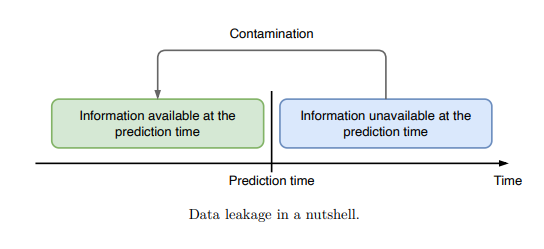 Contamination
Information available at the
prediction time
Information unavailable at the
prediction time
Prediction time
Time
Data leakage in a nutshell.